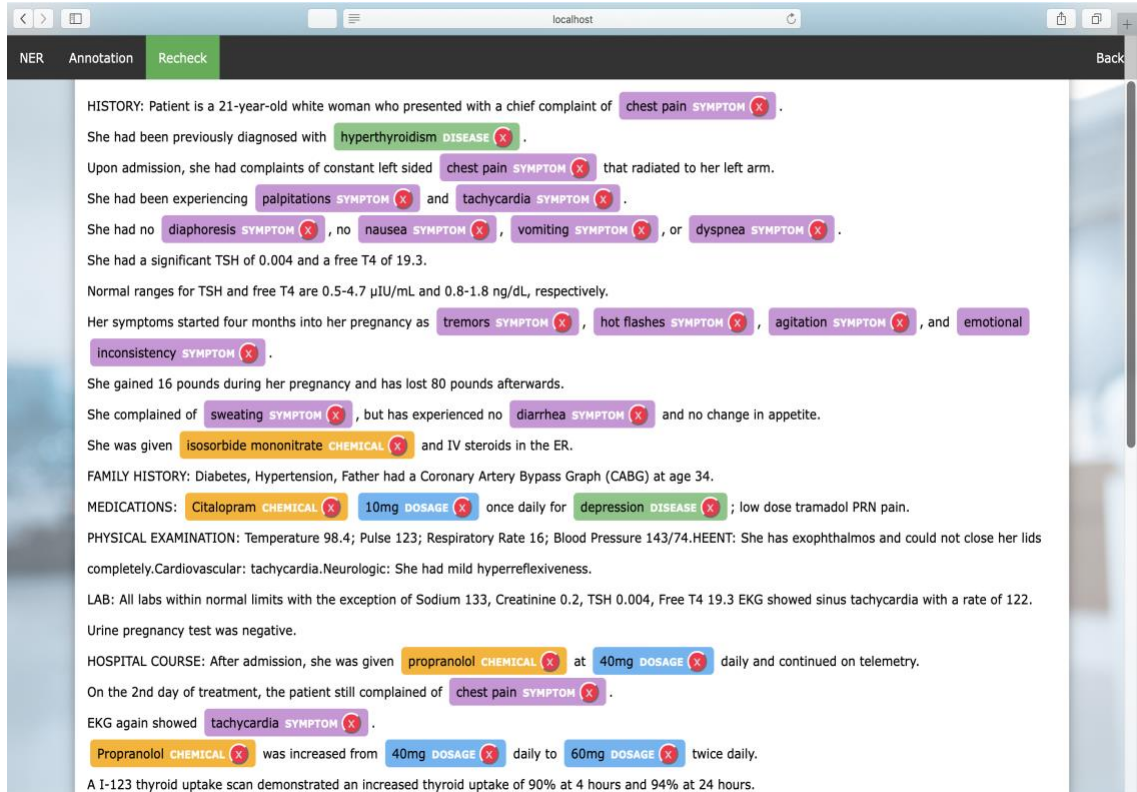 localhost
NER Annotation Recheck Back
HISTORY: Patient is a 21-year-old white woman who presented with a chief complaint of chest pain SYMPTOM X .
She had been previously diagnosed with hyperthyroidism DISEASE X .
Upon admission, she had complaints of constant left sided chest pain SYMPTOM X that radiated to her left arm.
She had been experiencing palpitations SYMPTOM X and tachycardia SYMPTOM X .
She had no diaphoresis SYMPTOM X , no nausea SYMPTOM X , vomiting SYMPTOM X , or dyspnea SYMPTOM X .
She had a significant TSH of 0.004 and a free T4 of 19.3.
Normal ranges for TSH and free T4 are 0.5-4.7 µIU/mL and 0.8-1.8 ng/dL, respectively.
Her symptoms started four months into her pregnancy as tremors SYMPTOM X , hot flashes SYMPTOM X , agitation SYMPTOM X , and emotional
inconsistency SYMPTOM X .
She gained 16 pounds during her pregnancy and has lost 80 pounds afterwards.
She complained of sweating SYMPTOM X , but has experienced no diarrhea SYMPTOM X and no change in appetite.
She was given isosorbide mononitrate CHEMICAL X and IV steroids in the ER.
FAMILY HISTORY: Diabetes, Hypertension, Father had a Coronary Artery Bypass Graph (CABG) at age 34.
MEDICATIONS: Citalopram CHEMICAL X 10mg DOSAGE X once daily for depression DISEASE X ; low dose tramadol PRN pain.
PHYSICAL EXAMINATION: Temperature 98.4; Pulse 123; Respiratory Rate 16; Blood Pressure 143/74.HEENT: She has exophthalmos and could not close her lids
completely.Cardiovascular: tachycardia.Neurologic: She had mild hyperreflexiveness.
LAB: All labs within normal limits with the exception of Sodium 133, Creatinine 0.2, TSH 0.004, Free T4 19.3 EKG showed sinus tachycardia with a rate of 122.
Urine pregnancy test was negative.
HOSPITAL COURSE: After admission, she was given propranolol CHEMICAL X at 40mg DOSAGE X daily and continued on telemetry.
On the 2nd day of treatment, the patient still complained of chest pain SYMPTOM X .
EKG again showed tachycardia SYMPTOM X .
Propranolol CHEMICAL X was increased from 40mg DOSAGE X daily to 60mg DOSAGE X twice daily.
A I-123 thyroid uptake scan demonstrated an increased thyroid uptake of 90% at 4 hours and 94% at 24 hours.